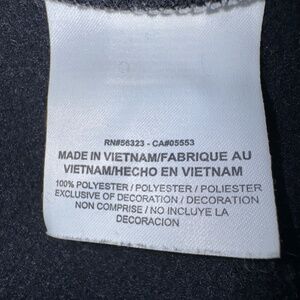 RN#56323 - CA#05553
MADE IN VIETNAM/FABRIQUE AU
VIETNAM/HECHO EN VIETNAM
100% POLYESTER / POLYESTER / POLIESTER
EXCLUSIVE OF DECORATION / DECORATION
NON COMPRISE / NO INCLUYE LA
DECORACION